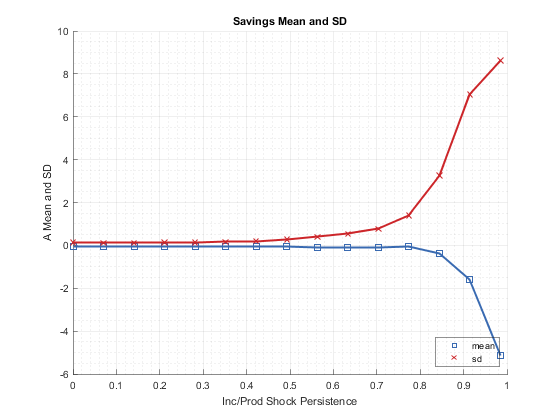 Savings Mean and SD
10
8
6
4
2
0
-2
-4
-6
A Mean and SD
mean
sd
0 0.1 0.2 0.3 0.4 0.5 0.6 0.7 0.8 0.9 1
Inc/Prod Shock Persistence